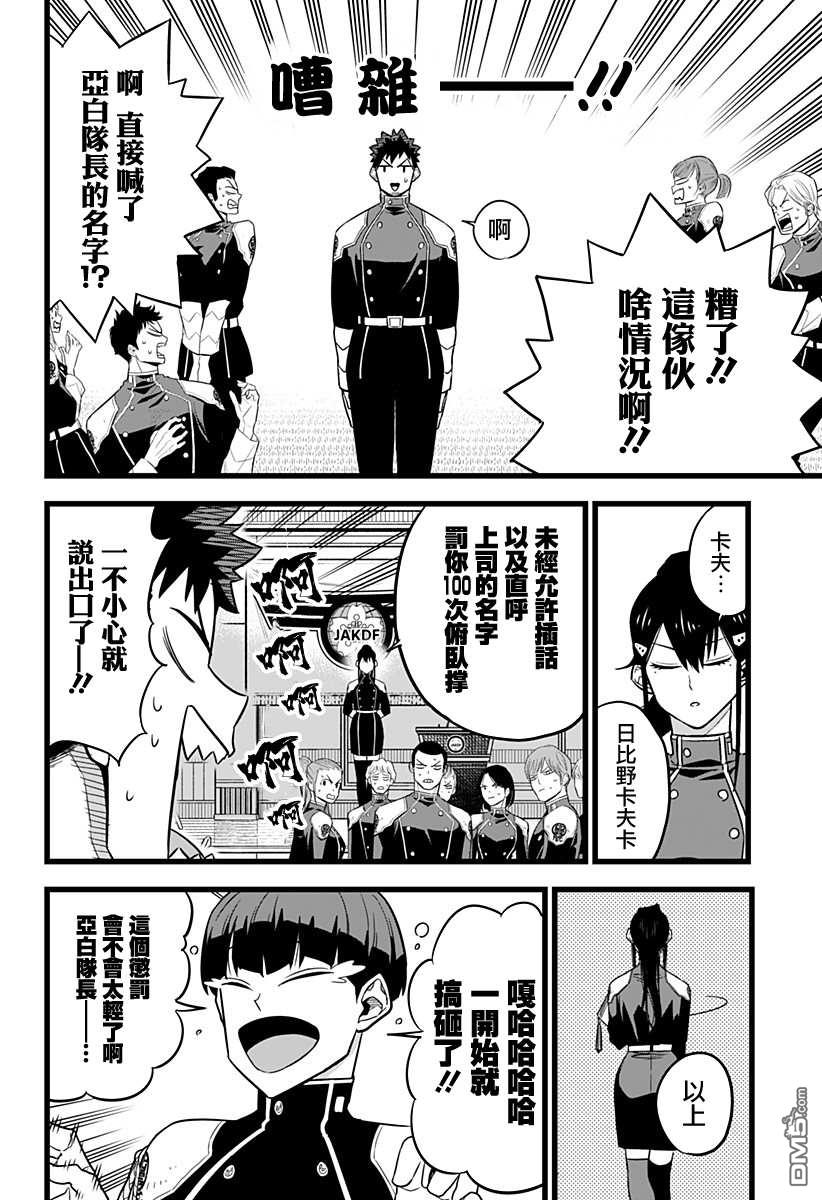 嘈雜——!!
糟了!!
這傢伙
啥情況啊!!
啊
啊 直接喊了
亞白隊長的名字!?
卡夫…
日比野卡夫卡
未經允許插話
以及直呼
上司的名字
罰你100次俯臥撐
JAKDF
啊
啊
啊
啊
啊
一不小心就
說出口了——!!
以上
嘎哈哈哈哈
一開始就
搞砸了!!
這個懲罰
會不會太輕了啊
亞白隊長——…
DM5.com